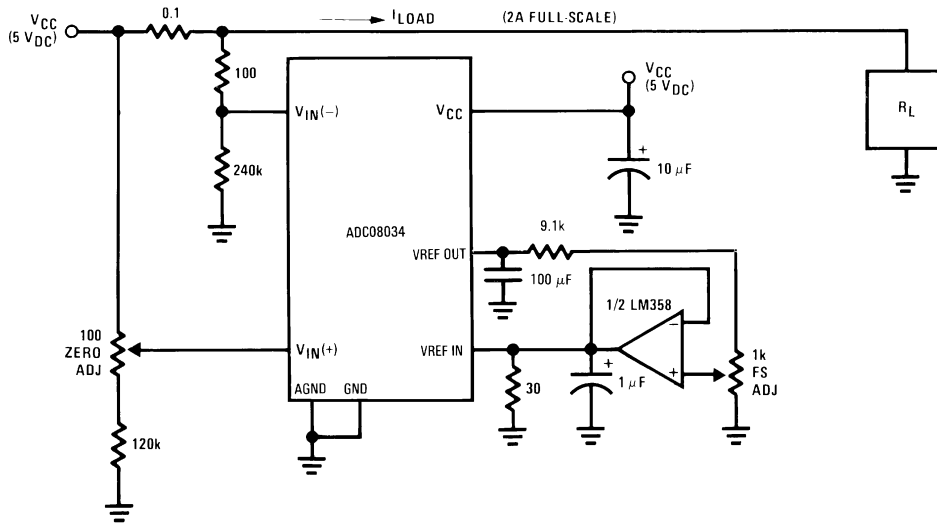 VCC
(5 VDC)
0.1
ILOAD
(2A FULL-SCALE)
100
VIN(−)
240k
VCC
VCC
(5 VDC)
+
10 μF
RL
ADC08034
VREF OUT
9.1k
100 μF
1/2 LM358
−
+
100
ZERO
ADJ
VIN(+)
VREF IN
30
+
1 μF
1k
FS
ADJ
AGND
GND
120k